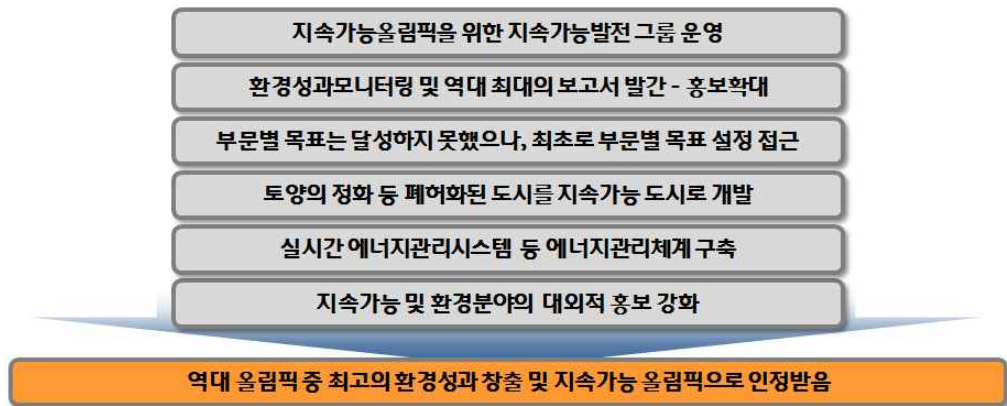 지속가능올림픽을 위한 지속가능발전 그룹 운영
환경성과모니터링 및 역대 최대의 보고서 발간 - 홍보확대
부문별 목표는 달성하지 못했으나, 최초로 부문별 목표 설정 접근
토양의 정화 등 폐허화된 도시를 지속가능 도시로 개발
실시간 에너지관리시스템 등 에너지관리체계 구축
지속가능 및 환경분야의 대외적 홍보 강화
역대 올림픽 중 최고의 환경성과 창출 및 지속가능 올림픽으로 인정받음